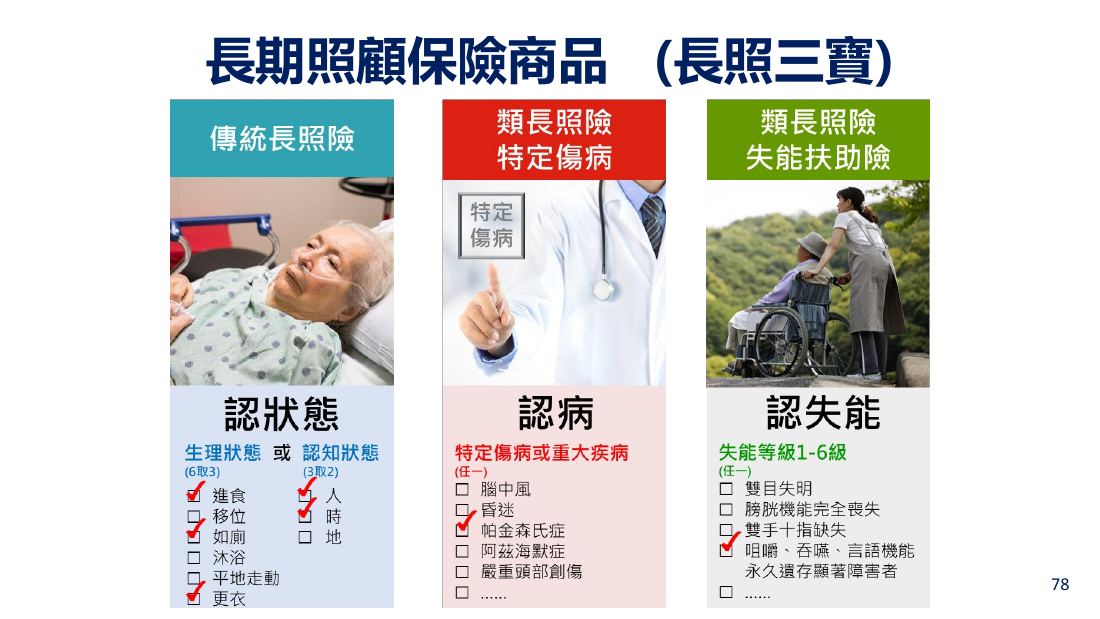 長期照顧保險商品 (長照三寶)
傳統長照險
認狀態
生理狀態 或 認知狀態
(6取3) (3取2)
進食 人
移位 時
如廁 地
沐浴
平地走動
更衣
類長照險
特定傷病
特定
傷病
認病
特定傷病或重大疾病
(任一)
腦中風
昏迷
帕金森氏症
阿茲海默症
嚴重頭部創傷
......
類長照險
失能扶助險
認失能
失能等級1-6級
(任一)
雙目失明
膀胱機能完全喪失
雙手十指缺失
咀嚼、吞嚥、言語機能
永久遺存顯著障害者
......
78